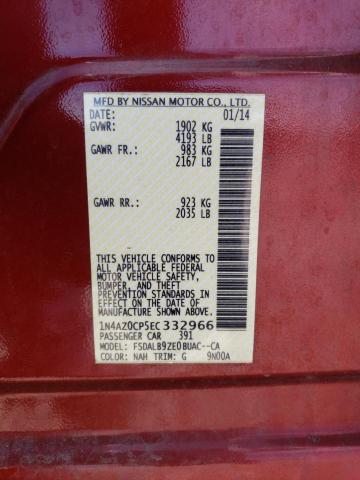 MFD BY NISSAN MOTOR CO., LTD.
DATE: 01/14
GVWR: 1902 KG
4193 LB
GAWR FR.: 983 KG
2167 LB
GAWR RR.: 923 KG
2035 LB
THIS VEHICLE CONFORMS TO
ALL APPLICABLE FEDERAL
MOTOR VEHICLE SAFETY,
BUMPER, AND THEFT
PREVENTION STANDARDS
IN EFFECT ON THE DATE OF
MANUFACTURE SHOWN ABOVE.
1N4AZ0CP5EC332966
PASSENGER CAR 391
MODEL: FSDALB9ZE0BUAC--CA
COLOR: NAH TRIM: G 9N00A